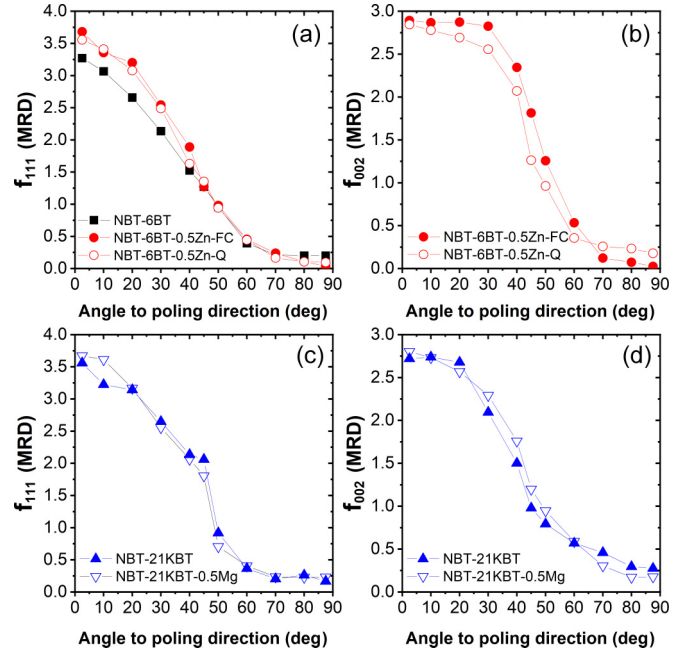 (a)
4.0
3.5
3.0
2.5
2.0
1.5
1.0
0.5
0.0
f111 (MRD)
NBT-6BT
NBT-6BT-0.5Zn-FC
NBT-6BT-0.5Zn-Q
0 10 20 30 40 50 60 70 80 90
Angle to poling direction (deg)
(b)
3.0
2.5
2.0
1.5
1.0
0.5
0.0
f002 (MRD)
NBT-6BT-0.5Zn-FC
NBT-6BT-0.5Zn-Q
0 10 20 30 40 50 60 70 80 90
Angle to poling direction (deg)
(c)
4.0
3.5
3.0
2.5
2.0
1.5
1.0
0.5
0.0
f111 (MRD)
NBT-21KBT
NBT-21KBT-0.5Mg
0 10 20 30 40 50 60 70 80 90
Angle to poling direction (deg)
(d)
3.0
2.5
2.0
1.5
1.0
0.5
0.0
f002 (MRD)
NBT-21KBT
NBT-21KBT-0.5Mg
0 10 20 30 40 50 60 70 80 90
Angle to poling direction (deg)